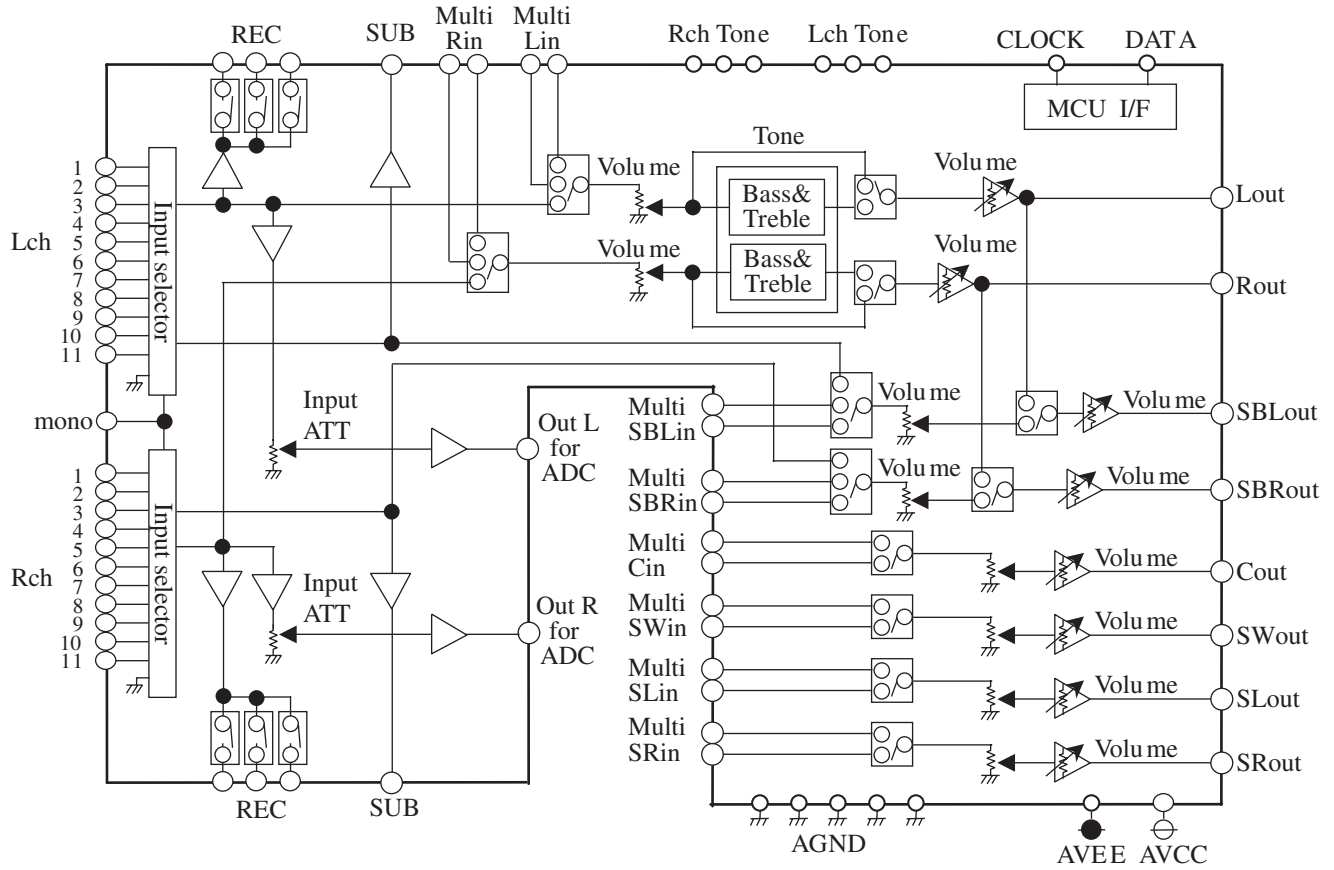 REC
SUB
Multi
Rin
Multi
Lin
Rch Tone
Lch Tone
CLOCK
DATA
MCU I/F
Tone
Volume
Bass&
Treble
Volume
Lout
Volume
Bass&
Treble
Volume
Rout
Lch
1
2
3
4
5
6
7
8
9
10
11
Input selector
mono
Input
ATT
Out L
for
ADC
Multi
SBLin
Volume
Volume
SBLout
Multi
SBRin
Volume
Volume
SBRout
Rch
1
2
3
4
5
6
7
8
9
10
11
Input selector
Input
ATT
Out R
for
ADC
Multi
Cin
Volume
Cout
Multi
SWin
Volume
SWout
Multi
SLin
Volume
SLout
Multi
SRin
Volume
SRout
REC
SUB
AGND
AVEE
AVCC